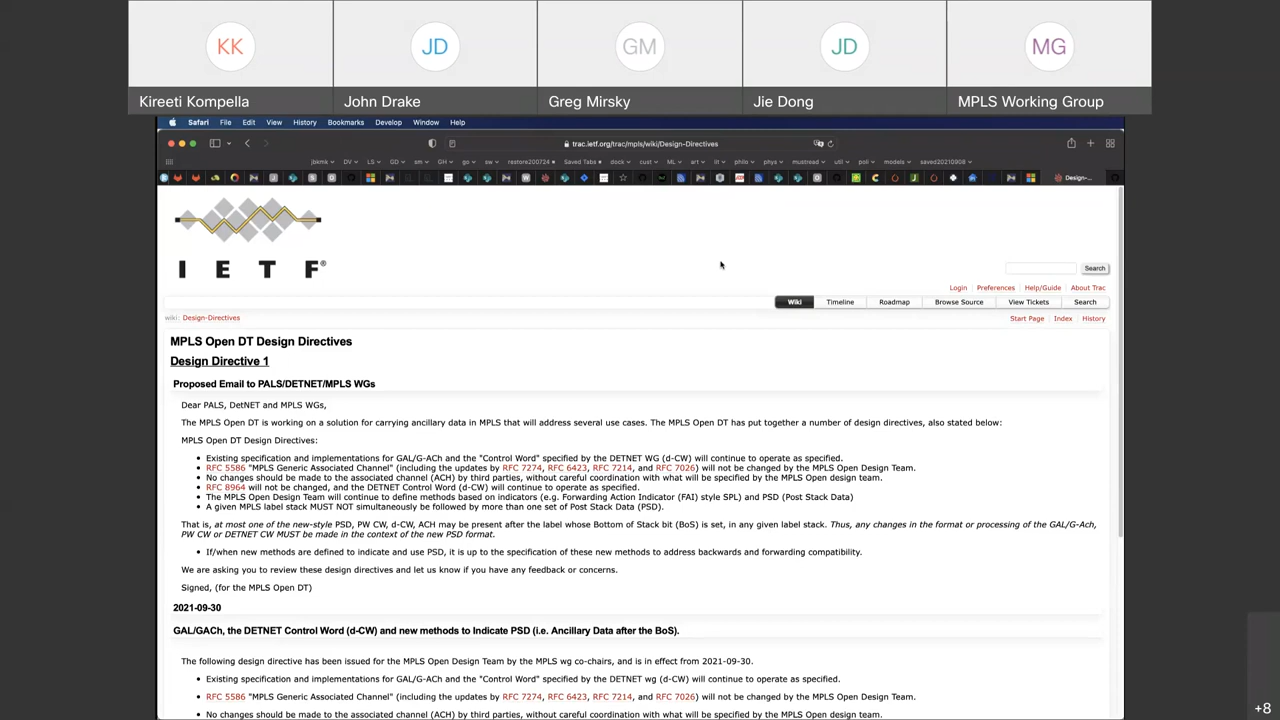 KK JD GM JD MG
Kireeti Kompella John Drake Greg Mirsky Jie Dong MPLS Working Group
Safari File Edit View History Bookmarks Develop Window Help
trac.ietf.org/trac/mpls/wiki/Design-Directives
jbkms DV LS GD sm GH go sw restore200724 Saved Tabs dock cust ML art lit philo phys mustread util pol models saved20210908
Design-...
I E T F®
Search
Login Preferences Help/Guide About Trac
Wiki Timeline Roadmap Browse Source View Tickets Search
wiki: Design-Directives Start Page Index History
MPLS Open DT Design Directives
Design Directive 1
Proposed Email to PALS/DETNET/MPLS WGs
Dear PALS, DetNET and MPLS WGs,
The MPLS Open DT is working on a solution for carrying ancillary data in MPLS that will address several use cases. The MPLS Open DT has put together a number of design directives, also stated below:
MPLS Open DT Design Directives:
• Existing specification and implementations for GAL/G-ACh and the "Control Word" specified by the DETNET WG (d-CW) will continue to operate as specified.
• RFC 5586 "MPLS Generic Associated Channel" (including the updates by RFC 7274, RFC 6423, RFC 7214, and RFC 7026) will not be changed by the MPLS Open Design Team.
• No changes should be made to the associated channel (ACH) by third parties, without careful coordination with what will be specified by the MPLS Open design team.
• RFC 8964 will not be changed, and the DETNET Control Word (d-CW) will continue to operate as specified.
• The MPLS Open Design Team will continue to define methods based on indicators (e.g. Forwarding Action Indicator (FAI) style SPL) and PSD (Post Stack Data)
• A given MPLS label stack MUST NOT simultaneously be followed by more than one set of Post Stack Data (PSD).
That is, at most one of the new-style PSD, PW CW, d-CW, ACH may be present after the label whose Bottom of Stack bit (BoS) is set, in any given label stack. Thus, any changes in the format or processing of the GAL/G-Ach,
PW CW or DETNET CW MUST be made in the context of the new PSD format.
• If/when new methods are defined to indicate and use PSD, it is up to the specification of these new methods to address backwards and forwarding compatibility.
We are asking you to review these design directives and let us know if you have any feedback or concerns.
Signed, (for the MPLS Open DT)
2021-09-30
GAL/GACh, the DETNET Control Word (d-CW) and new methods to Indicate PSD (i.e. Ancillary Data after the BoS).
The following design directive has been issued for the MPLS Open Design Team by the MPLS wg co-chairs, and is in effect from 2021-09-30.
• Existing specification and implementations for GAL/G-ACh and the "Control Word" specified by the DETNET wg (d-CW) will continue to operate as specified.
• RFC 5586 "MPLS Generic Associated Channel" (including the updates by RFC 7274, RFC 6423, RFC 7214, and RFC 7026) will not be changed by the MPLS Open Design Team.
• No changes should be made to the associated channel (ACH) by third parties, without careful coordination with what will be specified by the MPLS Open design team.
+8